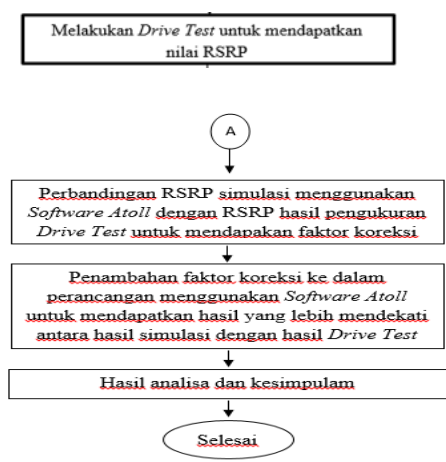 Melakukan Drive Test untuk mendapatkan
nilai RSRP
A
Perbandingan RSRP simulasi menggunakan
Software Atoll dengan RSRP hasil pengukuran
Drive Test untuk mendapakan faktor koreksi
Penambahan faktor koreksi ke dalam
perancangan menggunakan Software Atoll
untuk mendapatkan hasil yang lebih mendekati
antara hasil simulasi dengan hasil Drive Test
Hasil analisa dan kesimpulam
Selesai